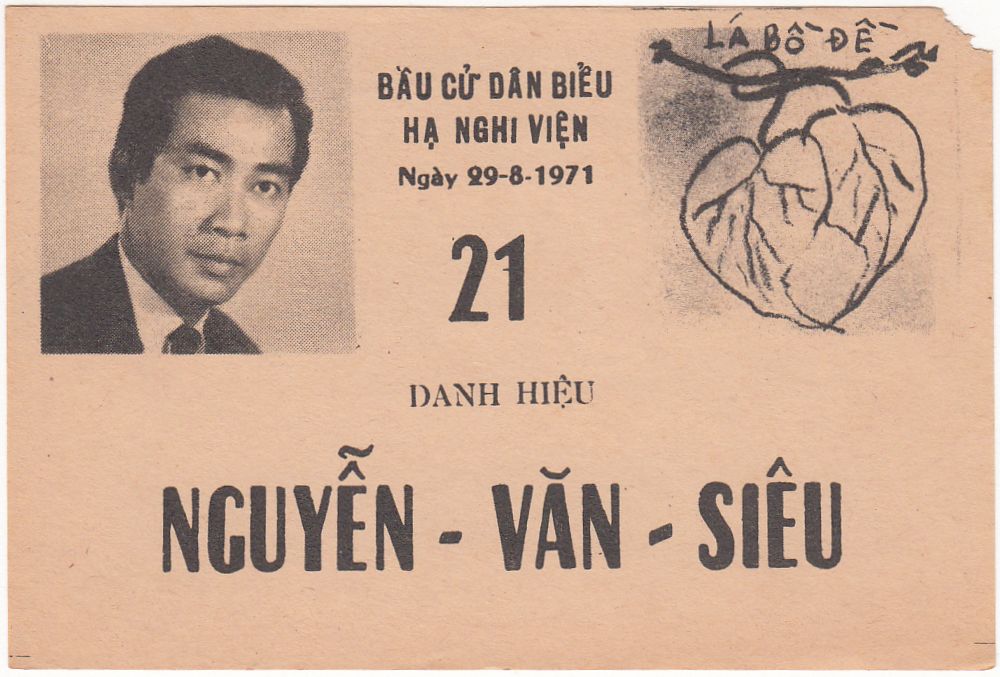 LÁ BỒ ĐỀ
BẦU CỬ DÂN BIỂU
HẠ NGHI VIỆN
Ngày 29-8-1971
21
DANH HIỆU
NGUYỄN - VĂN - SIÊU